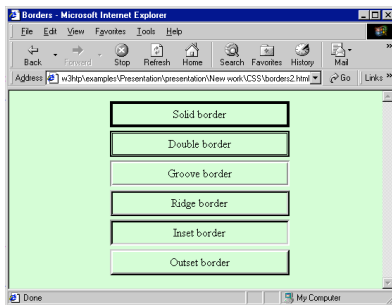 Borders - Microsoft Internet Explorer
File Edit View Favorites Tools Help
Back Forward Stop Refresh Home Search Favorites History Mail »
Address w3htp\examples\Presentation\presentation\New work\CSS\borders2.html Go Links »
Solid border
Double border
Groove border
Ridge border
Inset border
Outset border
Done My Computer